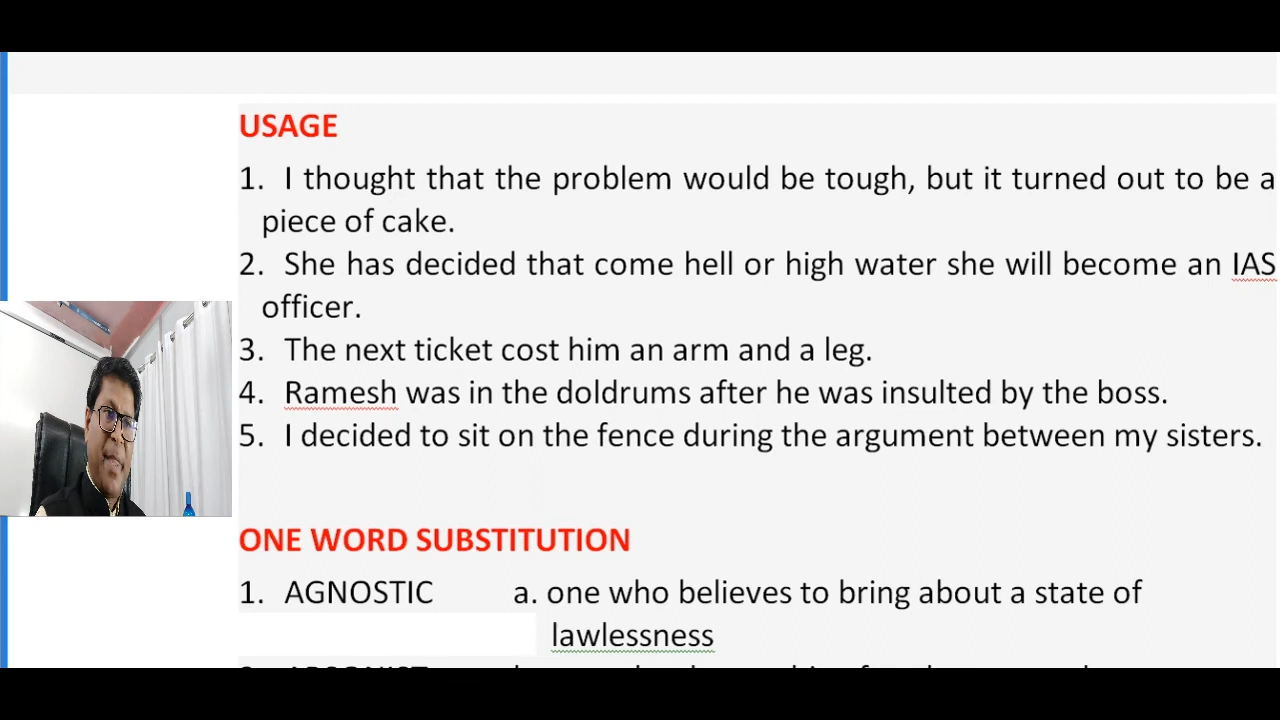 USAGE
1. I thought that the problem would be tough, but it turned out to be a
piece of cake.
2. She has decided that come hell or high water she will become an IAS
officer.
3. The next ticket cost him an arm and a leg.
4. Ramesh was in the doldrums after he was insulted by the boss.
5. I decided to sit on the fence during the argument between my sisters.
ONE WORD SUBSTITUTION
1. AGNOSTIC a. one who believes to bring about a state of
lawlessness